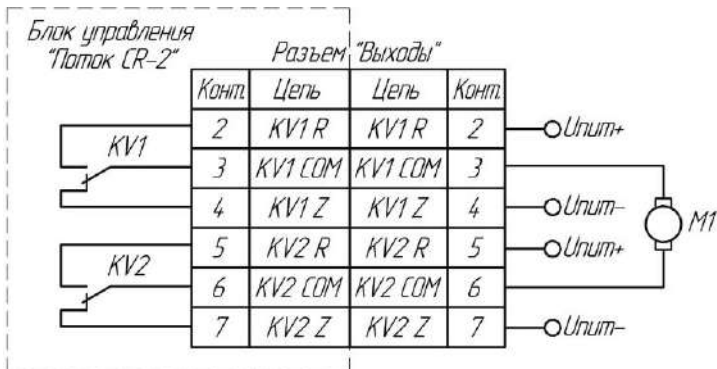 Блок управления
"Поток CR-2"
Разъем "Выходы"
Конт. Цепь Цепь Конт.
2 KV1 R KV1 R 2 Uпит+
KV1
3 KV1 COM KV1 COM 3
4 KV1 Z KV1 Z 4 Uпит-
M1
5 KV2 R KV2 R 5 Uпит+
KV2
6 KV2 COM KV2 COM 6
7 KV2 Z KV2 Z 7 Uпит-